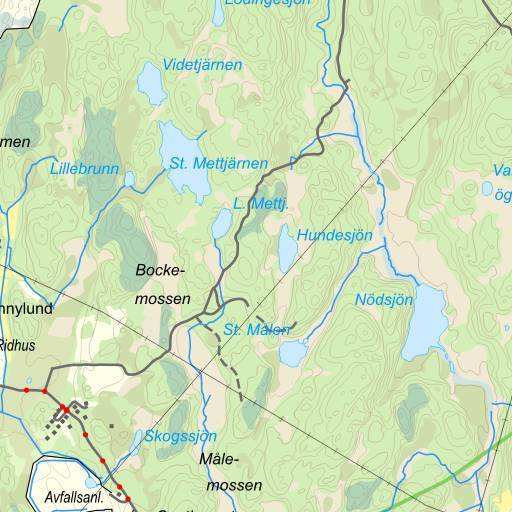 Lödingesjön
Videtjärnen
men
Lillebrunn
St. Mettjärnen
L. Mettj.
Va
ög
Hundesjön
Bocke-
mossen
Nödsjön
nnylund
St. Målen
Ridhus
Skogssjön
Måle-
mossen
Avfallsanl.